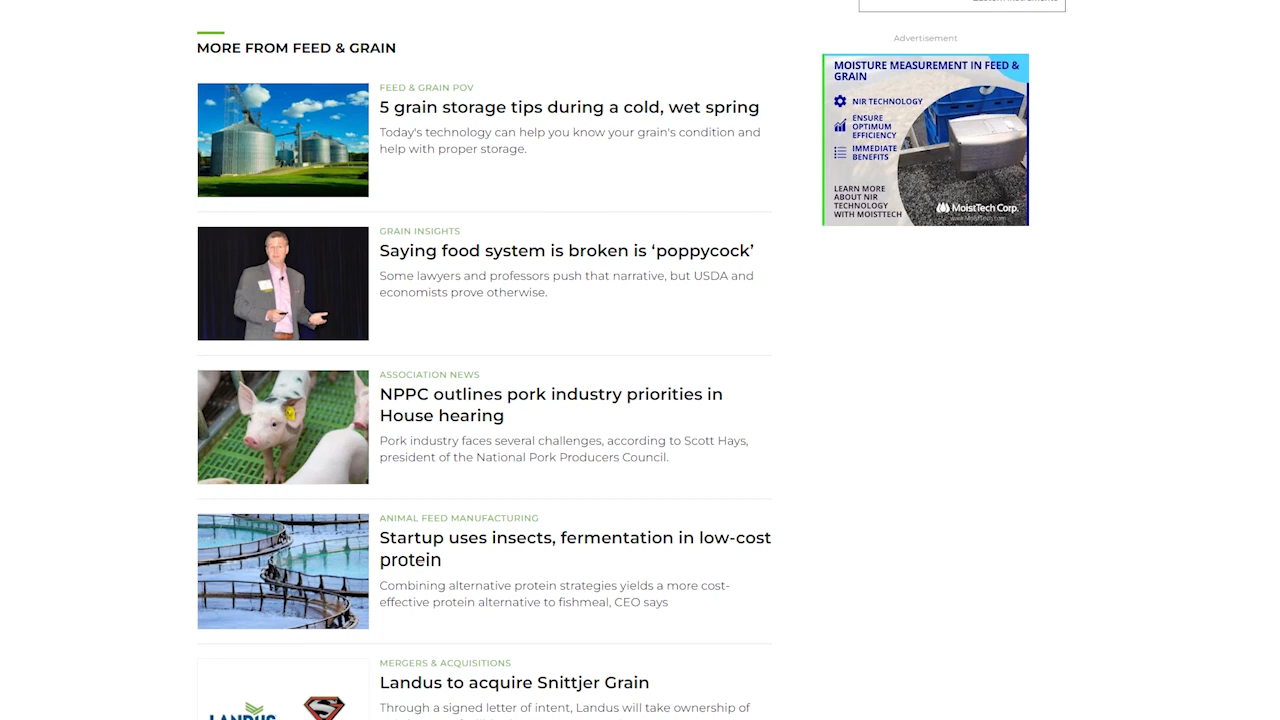 MORE FROM FEED & GRAIN
FEED & GRAIN POV
5 grain storage tips during a cold, wet spring
Today's technology can help you know your grain's condition and
help with proper storage.
GRAIN INSIGHTS
Saying food system is broken is ‘poppycock’
Some lawyers and professors push that narrative, but USDA and
economists prove otherwise.
ASSOCIATION NEWS
NPPC outlines pork industry priorities in
House hearing
Pork industry faces several challenges, according to Scott Hays,
president of the National Pork Producers Council.
ANIMAL FEED MANUFACTURING
Startup uses insects, fermentation in low-cost
protein
Combining alternative protein strategies yields a more cost-
effective protein alternative to fishmeal, CEO says
MERGERS & ACQUISITIONS
Landus to acquire Snittjer Grain
Through a signed letter of intent, Landus will take ownership of
LANDUS
Advertisement
MOISTURE MEASUREMENT IN FEED &
GRAIN
NIR TECHNOLOGY
ENSURE
OPTIMUM
EFFICIENCY
IMMEDIATE
BENEFITS
LEARN MORE
ABOUT NIR
TECHNOLOGY
WITH MOISTTECH
MoistTech Corp.
www.MoistTech.com